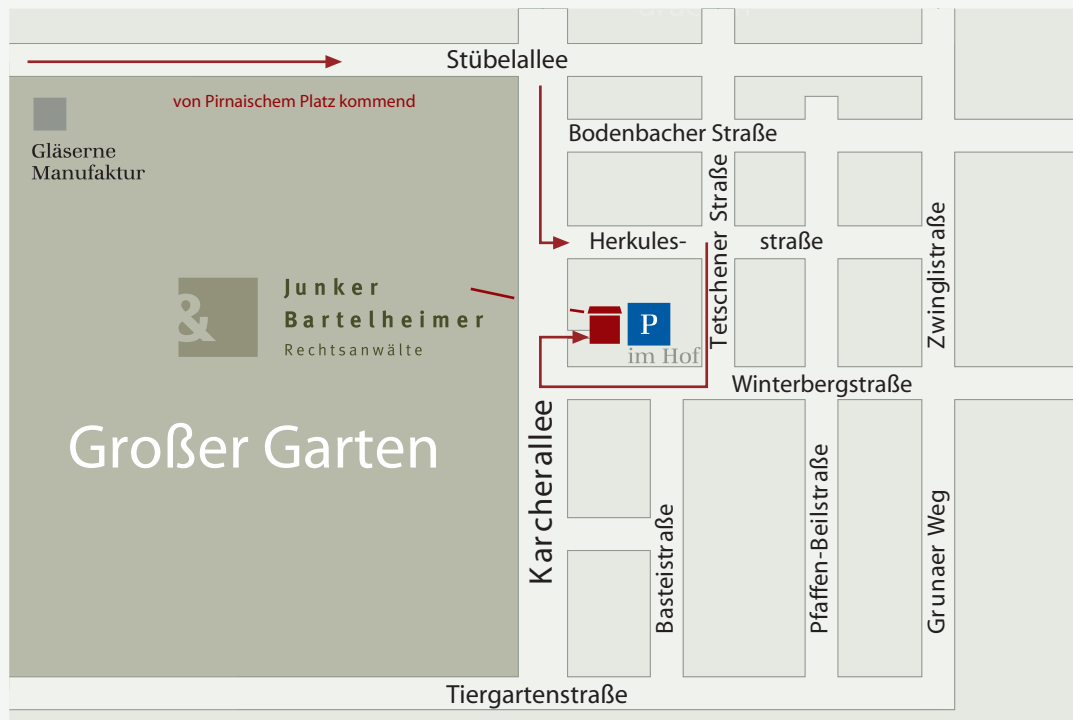 Stübelallee
von Pirnaischem Platz kommend
Gläserne
Manufaktur
Bodenbacher Straße
Tetschener Straße
Herkules-
straße
Zwinglistraße
&
Junker
Bartelheimer
Rechtsanwälte
P
im Hof
Winterbergstraße
Großer Garten
Karcherallee
Basteistraße
Pfaffen-Beilstraße
Grunaer Weg
Tiergartenstraße